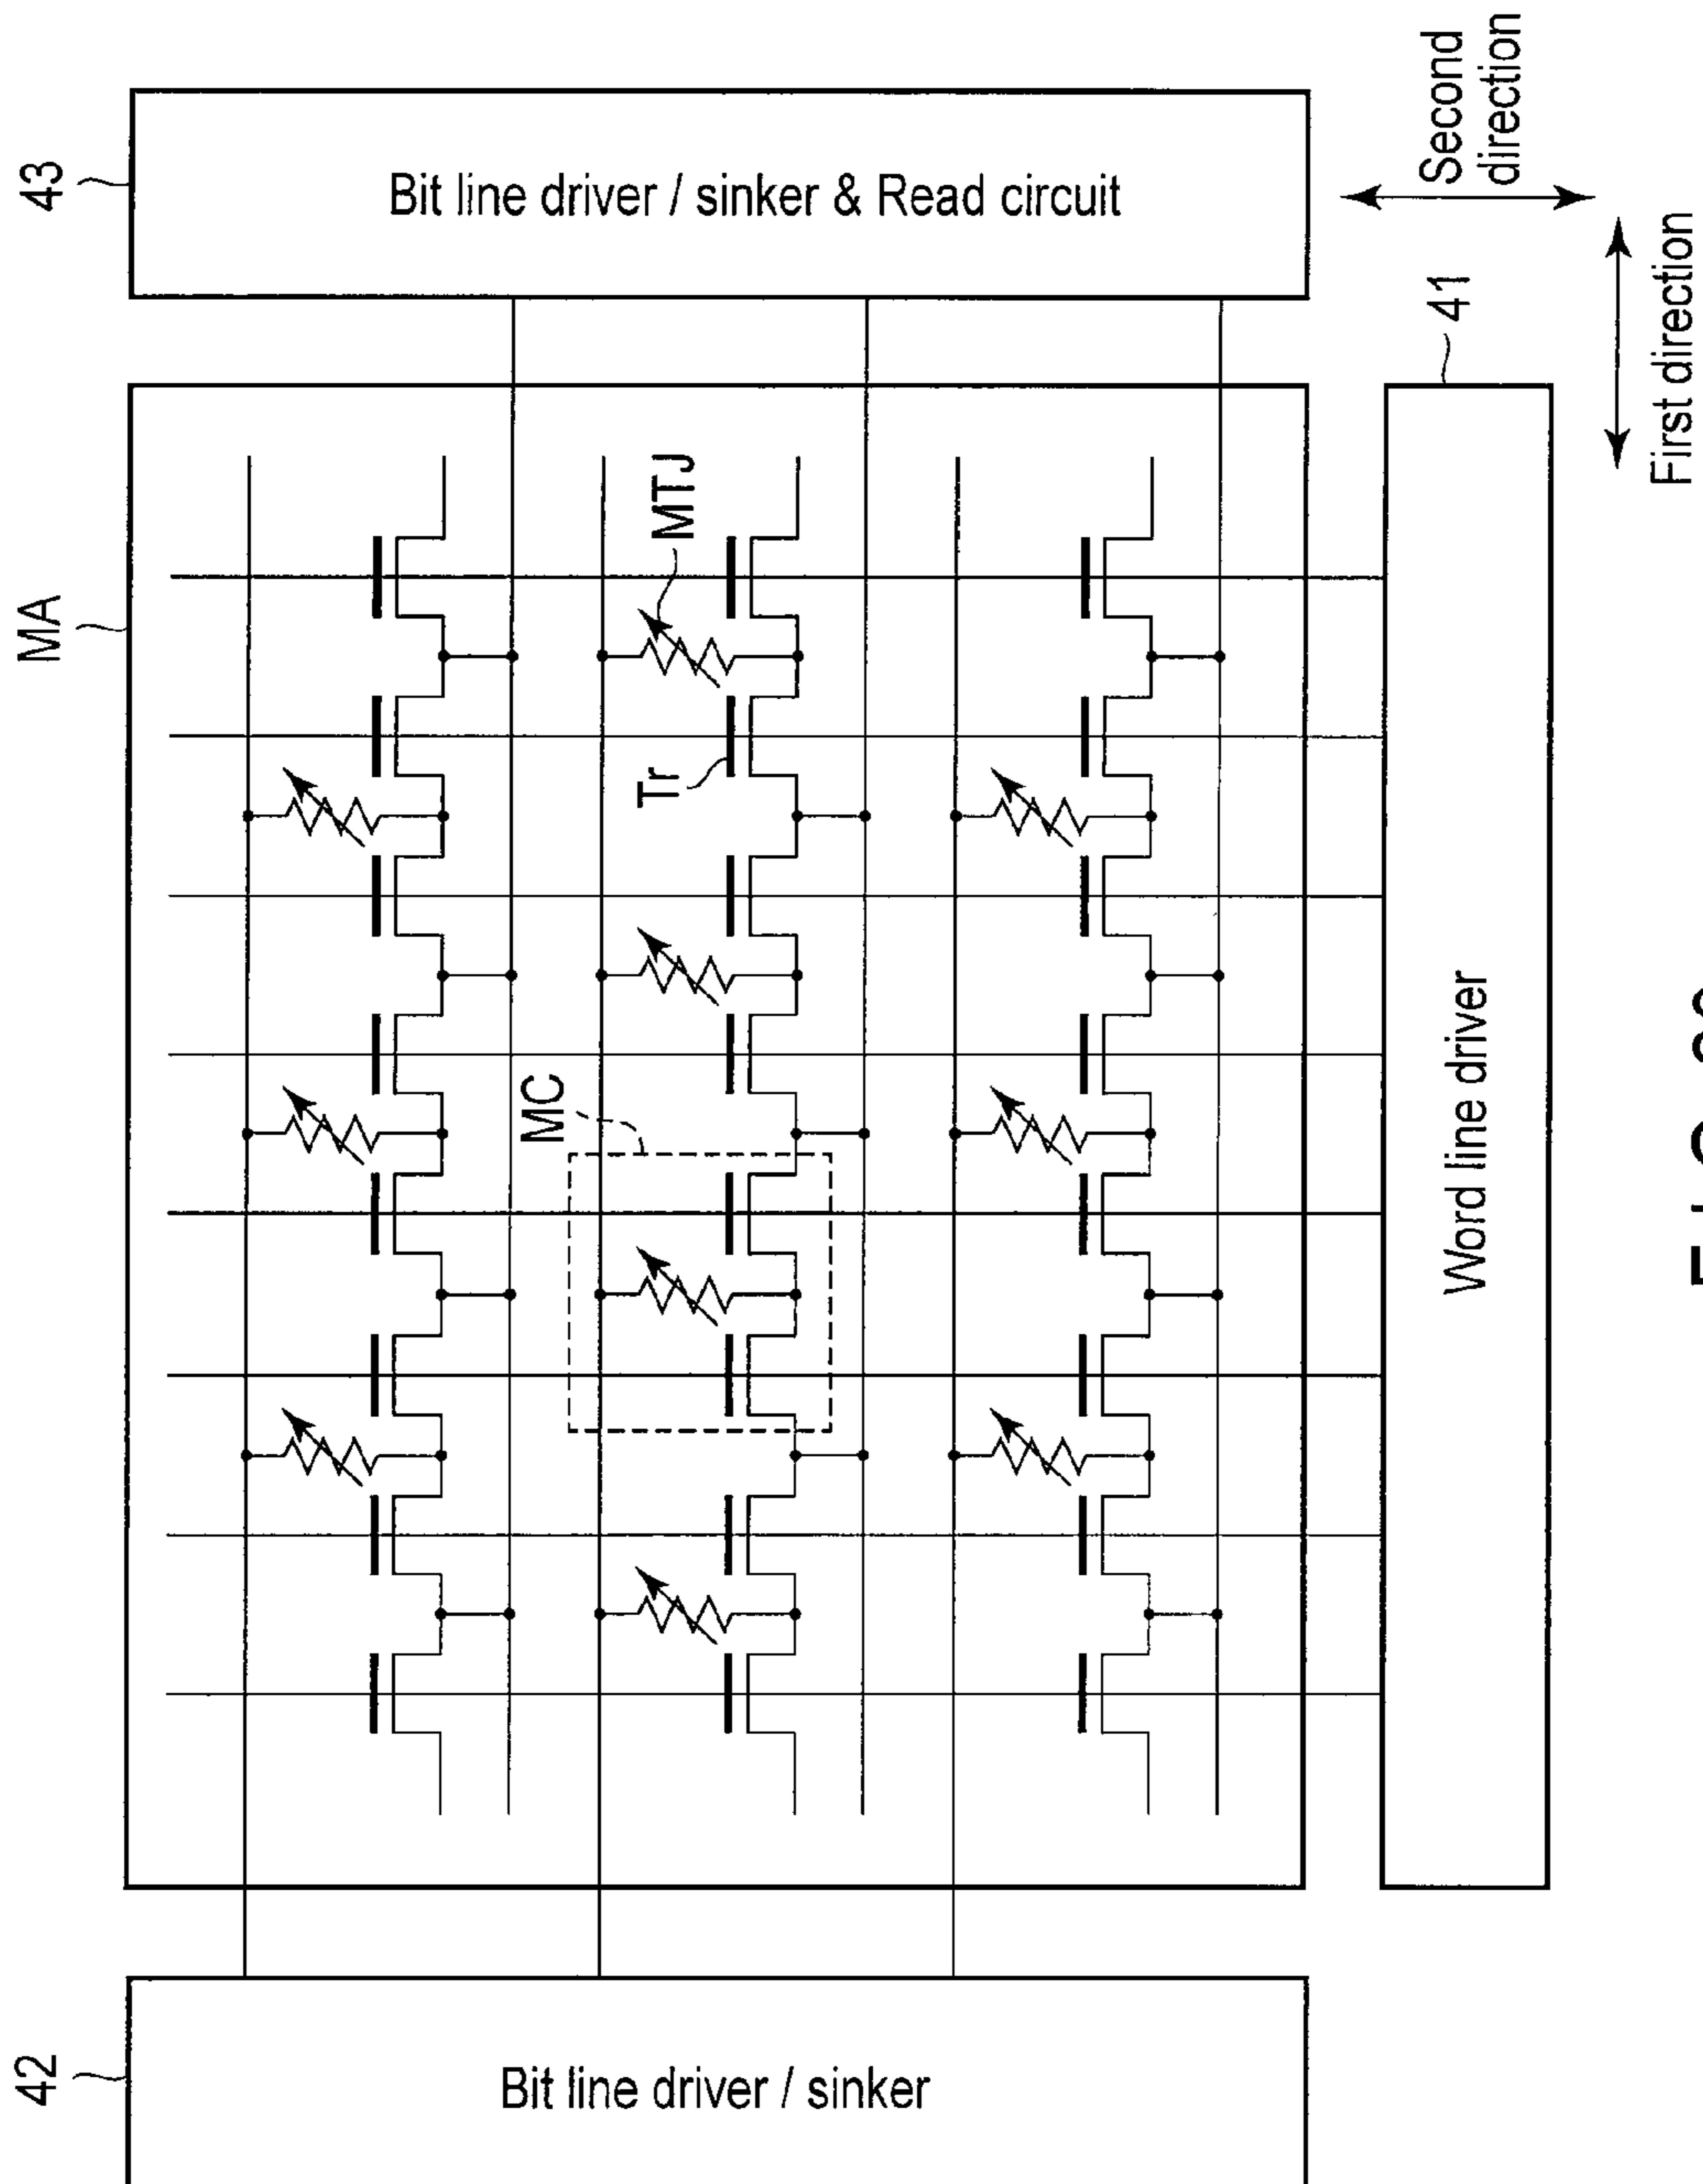 43
Bit line driver / sinker & Read circuit
Second
direction
First direction
41
MA
MTJ
Tr
MC
Word line driver
42
Bit line driver / sinker